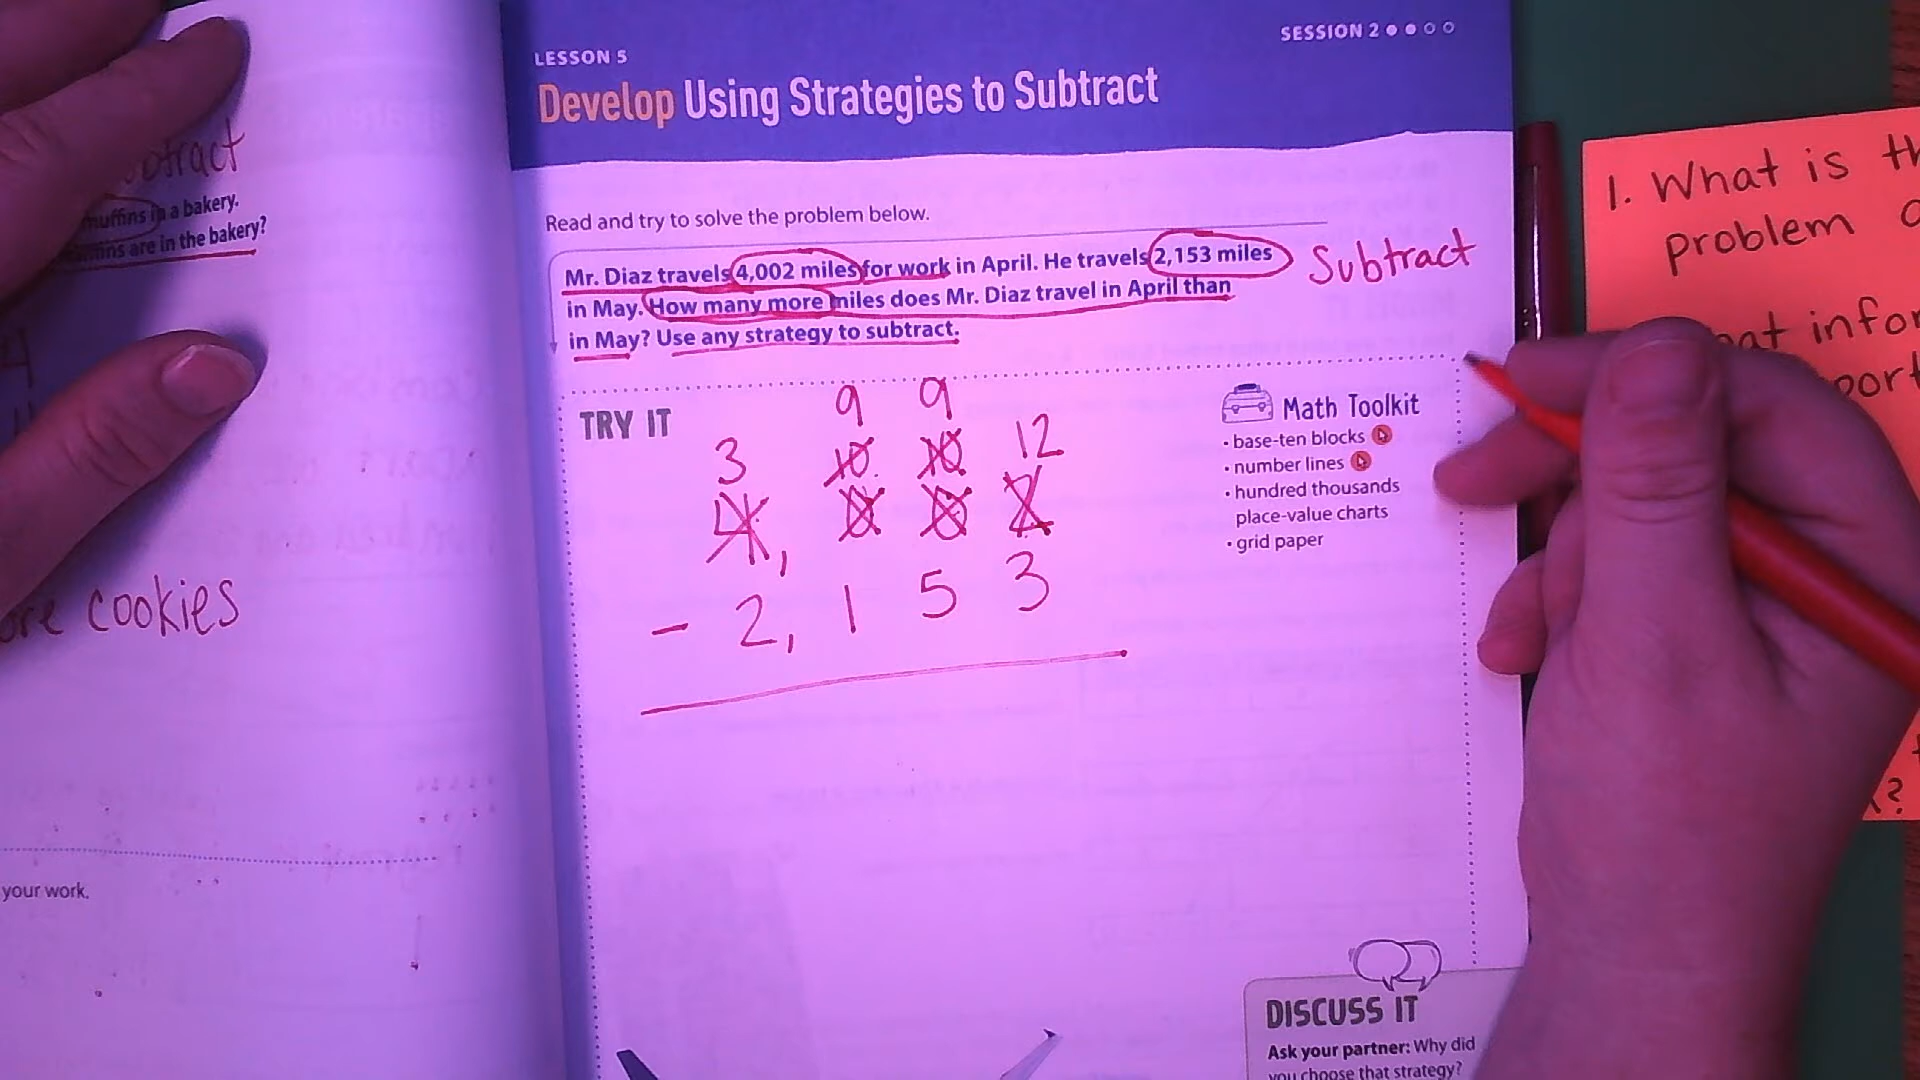 muffins in a bakery.
are in the bakery?
cookies
your work.
SESSION 2
LESSON 5
Develop Using Strategies to Subtract
Read and try to solve the problem below.
Mr. Diaz travels 4,002 miles for work in April. He travels 2,153 miles
in May. How many more miles does Mr. Diaz travel in April than
in May? Use any strategy to subtract.
Subtract
TRY IT
9 9
3 10 10 12
4, 0 0 2
- 2, 1 5 3
Math Toolkit
• base-ten blocks
• number lines
• hundred thousands
place-value charts
• grid paper
DISCUSS IT
Ask your partner: Why did
you choose that strategy?
1. What is
problem